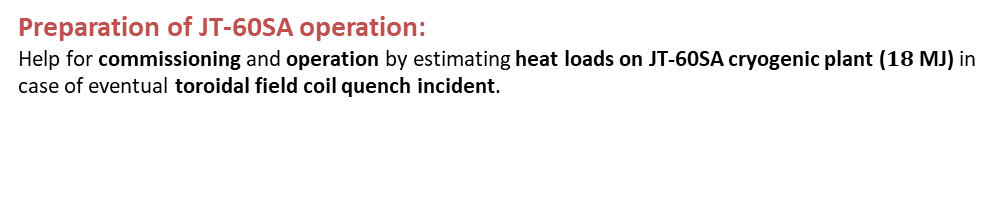 Preparation of JT-60SA operation:
Help for commissioning and operation by estimating heat loads on JT-60SA cryogenic plant (18 MJ) in
case of eventual toroidal field coil quench incident.